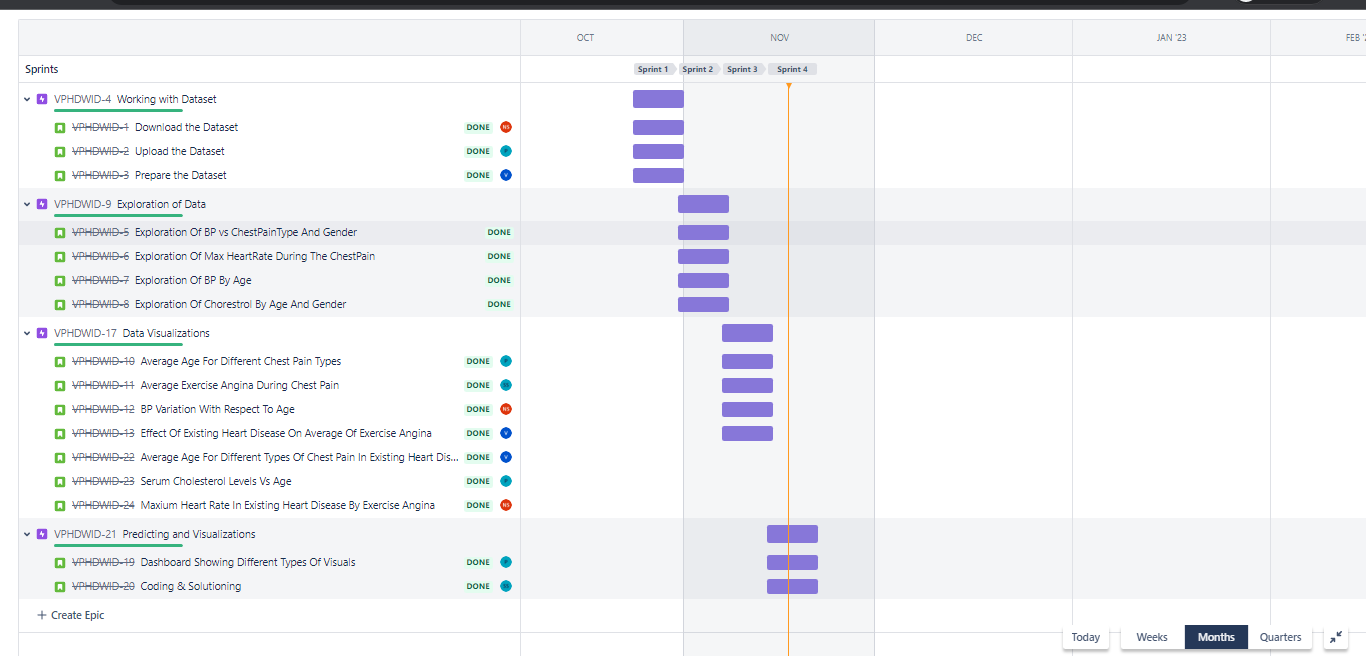 OCT NOV DEC JAN '23 FEB '
Sprints Sprint 1 Sprint 2 Sprint 3 Sprint 4
VPHDWID-4 Working with Dataset
VPHDWID-1 Download the Dataset DONE NS
VPHDWID-2 Upload the Dataset DONE
VPHDWID-3 Prepare the Dataset DONE V
VPHDWID-9 Exploration of Data
VPHDWID-5 Exploration Of BP vs ChestPainType And Gender DONE
VPHDWID-6 Exploration Of Max HeartRate During The ChestPain DONE
VPHDWID-7 Exploration Of BP By Age DONE
VPHDWID-8 Exploration Of Chorestrol By Age And Gender DONE
VPHDWID-17 Data Visualizations
VPHDWID-10 Average Age For Different Chest Pain Types DONE
VPHDWID-11 Average Exercise Angina During Chest Pain DONE
VPHDWID-12 BP Variation With Respect To Age DONE NS
VPHDWID-13 Effect Of Existing Heart Disease On Average Of Exercise Angina DONE V
VPHDWID-22 Average Age For Different Types Of Chest Pain In Existing Heart Dis... DONE V
VPHDWID-23 Serum Cholesterol Levels Vs Age DONE
VPHDWID-24 Maxium Heart Rate In Existing Heart Disease By Exercise Angina DONE NS
VPHDWID-21 Predicting and Visualizations
VPHDWID-19 Dashboard Showing Different Types Of Visuals DONE
VPHDWID-20 Coding & Solutioning DONE
+ Create Epic
Today Weeks Months Quarters